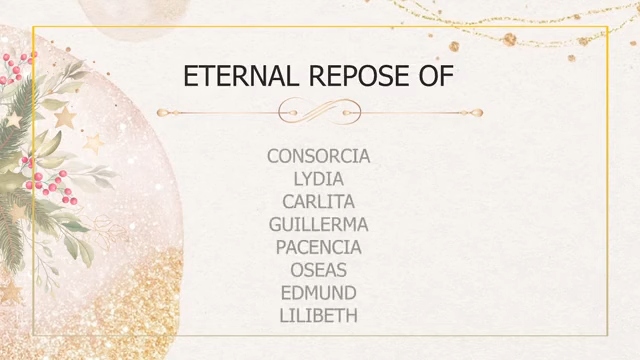 ETERNAL REPOSE OF
CONSORCIA
LYDIA
CARLITA
GUILLERMA
PACENCIA
OSEAS
EDMUND
LILIBETH